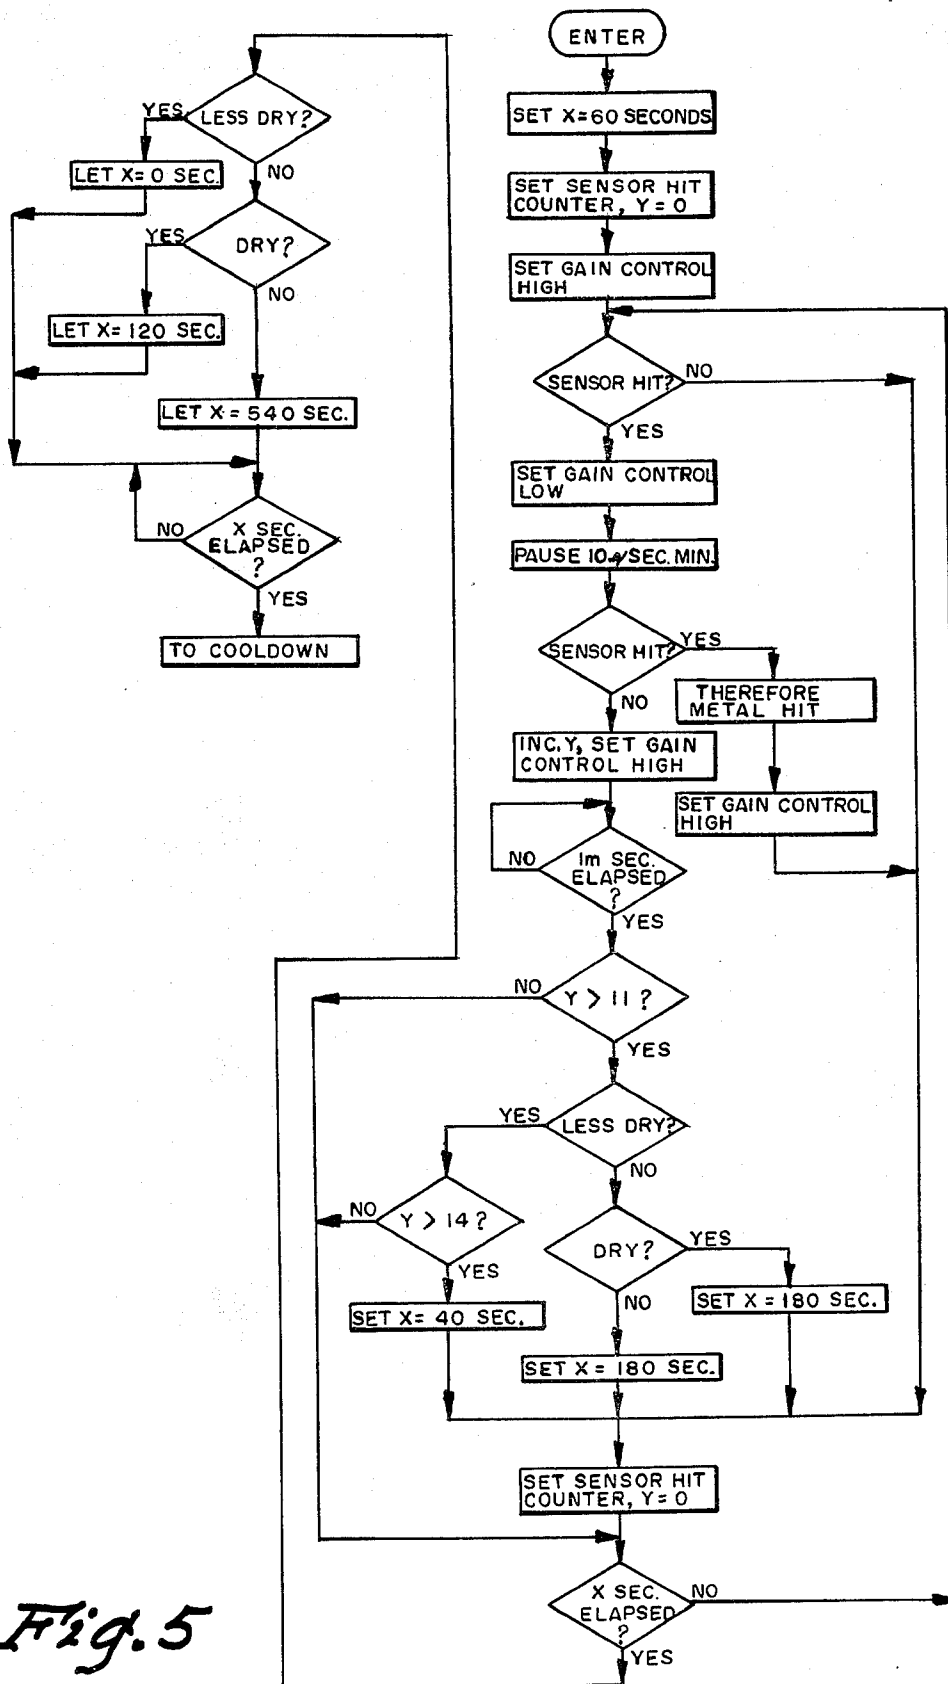 ENTER
SET X=60 SECONDS
SET SENSOR HIT
COUNTER, Y=0
SET GAIN CONTROL
HIGH
SENSOR HIT?
NO
YES
SET GAIN CONTROL
LOW
PAUSE 10 SEC. MIN.
SENSOR HIT?
YES
NO
THEREFORE
METAL HIT
INC. Y, SET GAIN
CONTROL HIGH
SET GAIN CONTROL
HIGH
1m SEC.
ELAPSED
?
NO
YES
Y > 11 ?
NO
YES
LESS DRY?
YES
NO
Y > 14 ?
NO
YES
DRY?
YES
NO
SET X= 40 SEC.
SET X = 180 SEC.
SET X = 180 SEC.
SET SENSOR HIT
COUNTER, Y= 0
X SEC.
ELAPSED
?
NO
YES
LESS DRY?
YES
NO
LET X= 0 SEC.
DRY?
YES
NO
LET X= 120 SEC.
LET X = 540 SEC.
X SEC.
ELAPSED
?
NO
YES
TO COOLDOWN
Fig. 5